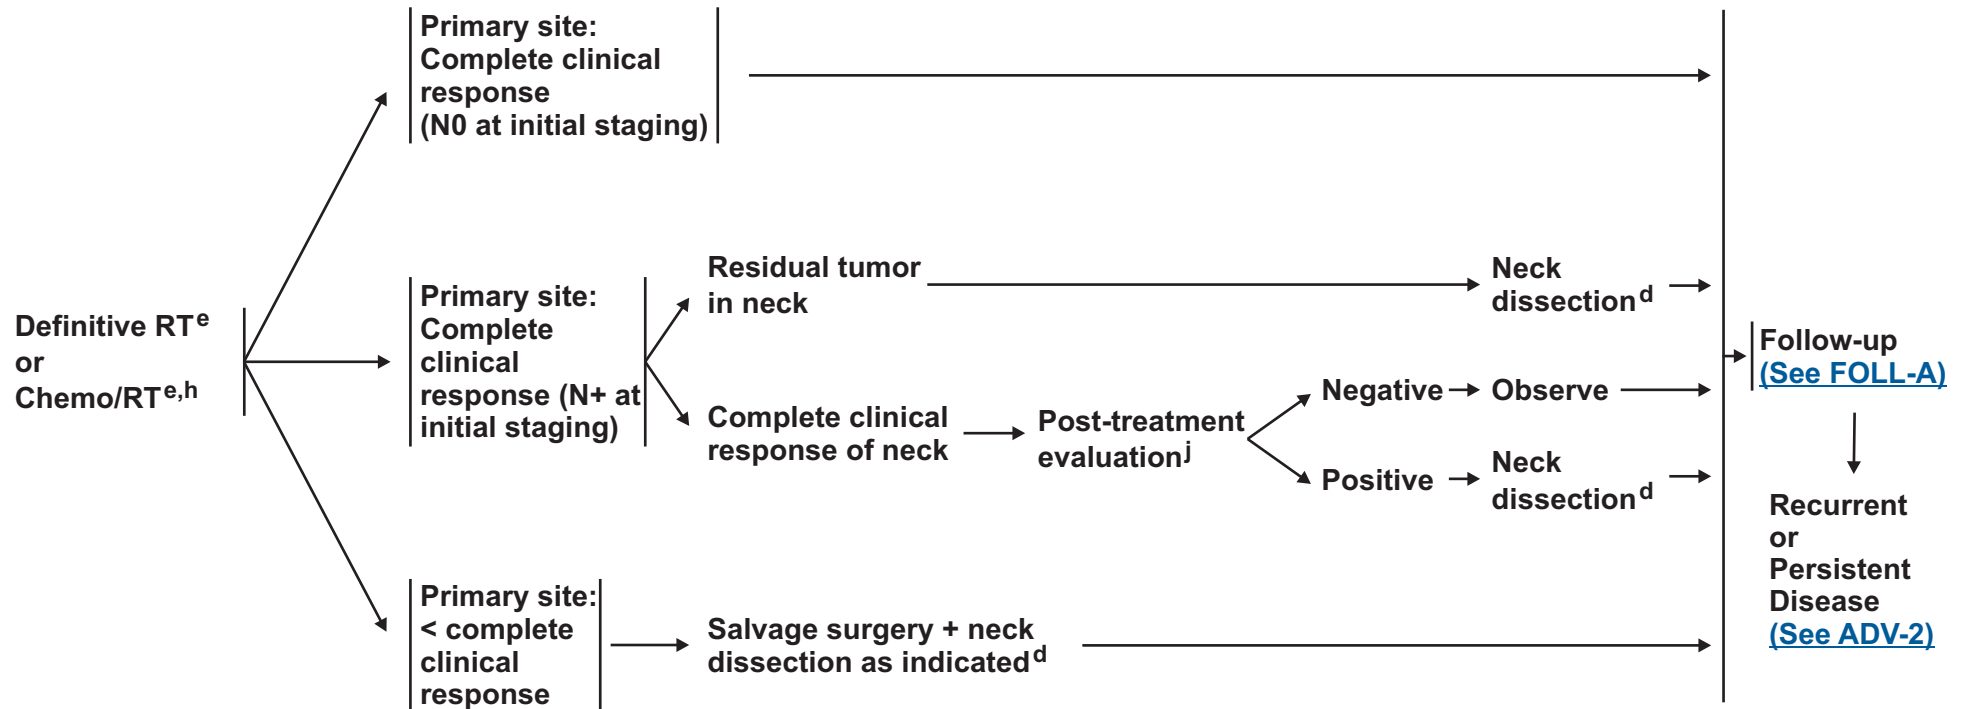 Primary site:
Complete clinical
response
(N0 at initial staging)
Definitive RTe
or
Chemo/RTe,h
Primary site:
Complete
clinical
response (N+ at
initial staging)
Residual tumor
in neck
Neck
dissectiond
Complete clinical
response of neck
Post-treatment
evaluationj
Negative
Observe
Positive
Neck
dissectiond
Primary site:
< complete
clinical
response
Salvage surgery + neck
dissection as indicatedd
Follow-up
(See FOLL-A)
Recurrent
or
Persistent
Disease
(See ADV-2)